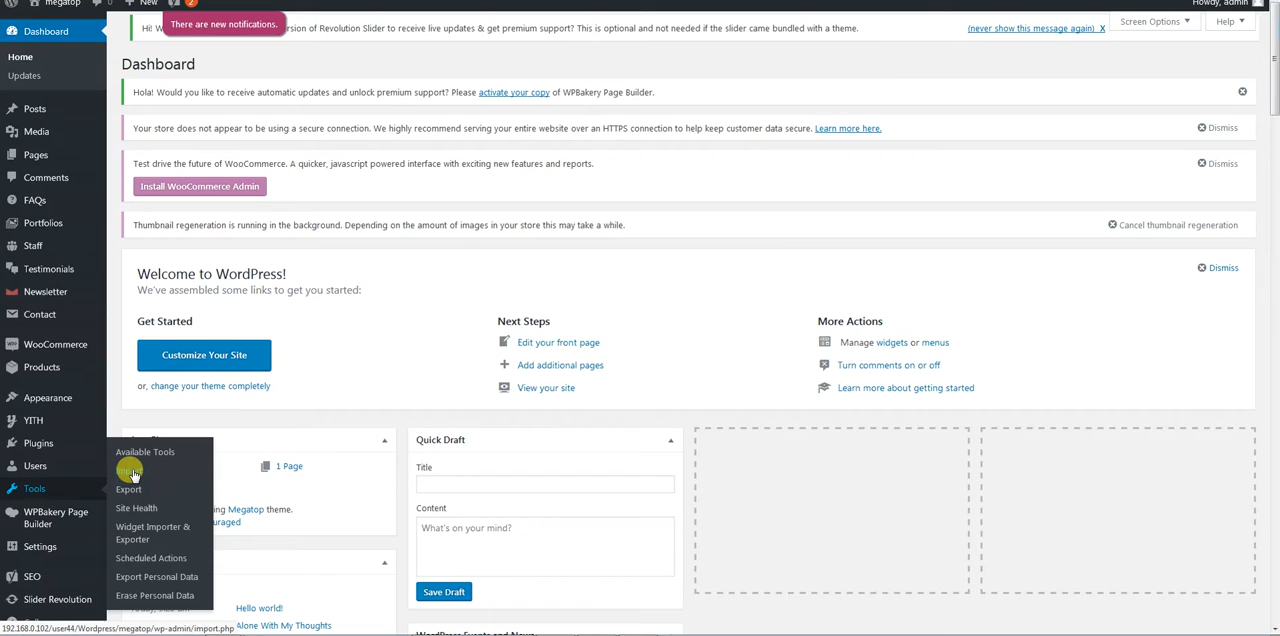 megatop
0
New
2
Howdy, admin
There are new notifications.
Hi!
rsion of Revolution Slider to receive live updates & get premium support? This is optional and not needed if the slider came bundled with a theme.
(never show this message again) X
Screen Options
Help
Dashboard
Home
Updates
Posts
Media
Pages
Comments
FAQs
Portfolios
Staff
Testimonials
Newsletter
Contact
WooCommerce
Products
Appearance
YITH
Plugins
Users
Tools
WPBakery Page
Builder
Settings
SEO
Slider Revolution
Dashboard
Hola! Would you like to receive automatic updates and unlock premium support? Please activate your copy of WPBakery Page Builder.
Your store does not appear to be using a secure connection. We highly recommend serving your entire website over an HTTPS connection to help keep customer data secure. Learn more here.
Dismiss
Test drive the future of WooCommerce. A quicker, javascript powered interface with exciting new features and reports.
Dismiss
Install WooCommerce Admin
Thumbnail regeneration is running in the background. Depending on the amount of images in your store this may take a while.
Cancel thumbnail regeneration
Welcome to WordPress!
Dismiss
We've assembled some links to get you started:
Get Started
Customize Your Site
or, change your theme completely
Next Steps
Edit your front page
Add additional pages
View your site
More Actions
Manage widgets or menus
Turn comments on or off
Learn more about getting started
Available Tools
Import
Export
Site Health
Widget Importer &
Exporter
Scheduled Actions
Export Personal Data
Erase Personal Data
1 Page
ing Megatop theme.
uraged
Hello world!
Alone With My Thoughts
Quick Draft
Title
Content
What's on your mind?
Save Draft
WordPress Events and News
192.168.0.102/user44/Wordpress/megatop/wp-admin/import.php